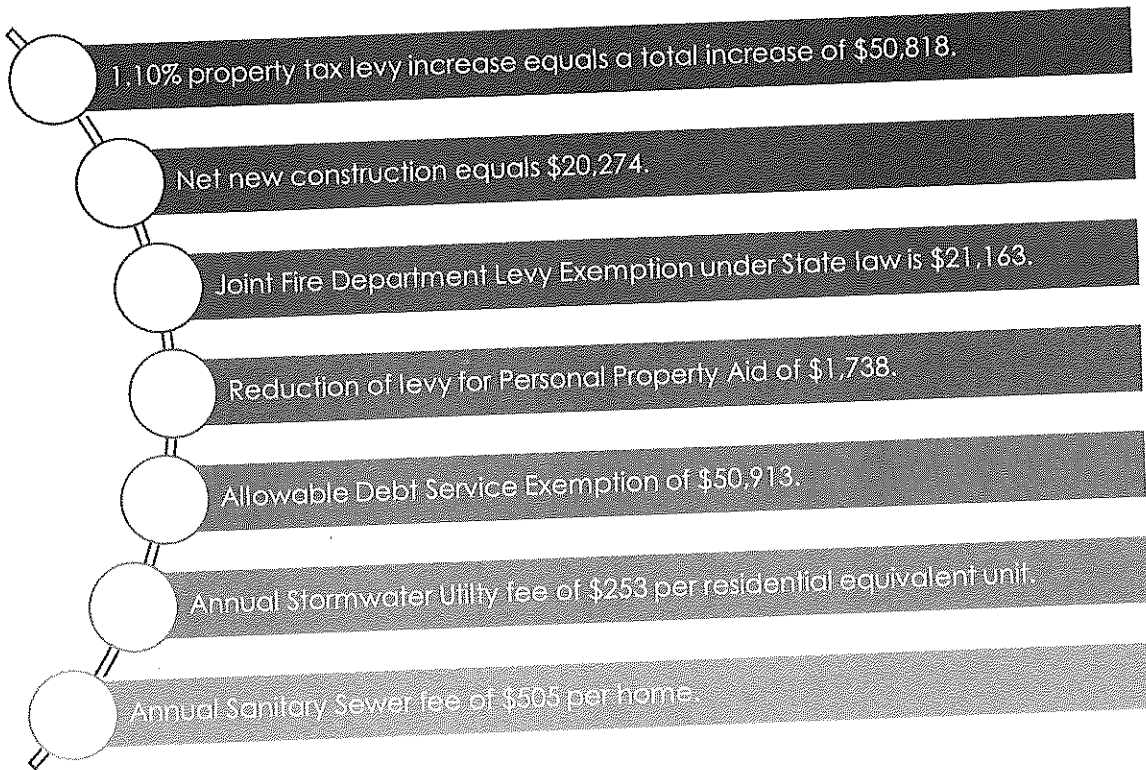 1.10% property tax levy increase equals a total increase of $50,818.
Net new construction equals $20,274.
Joint Fire Department Levy Exemption under State law is $21,163.
Reduction of levy for Personal Property Aid of $1,738.
Allowable Debt Service Exemption of $50,913.
Annual Stormwater Utilty fee of $253 per residential equivalent unit.
Annual Sanitary Sewer fee of $505 per home.